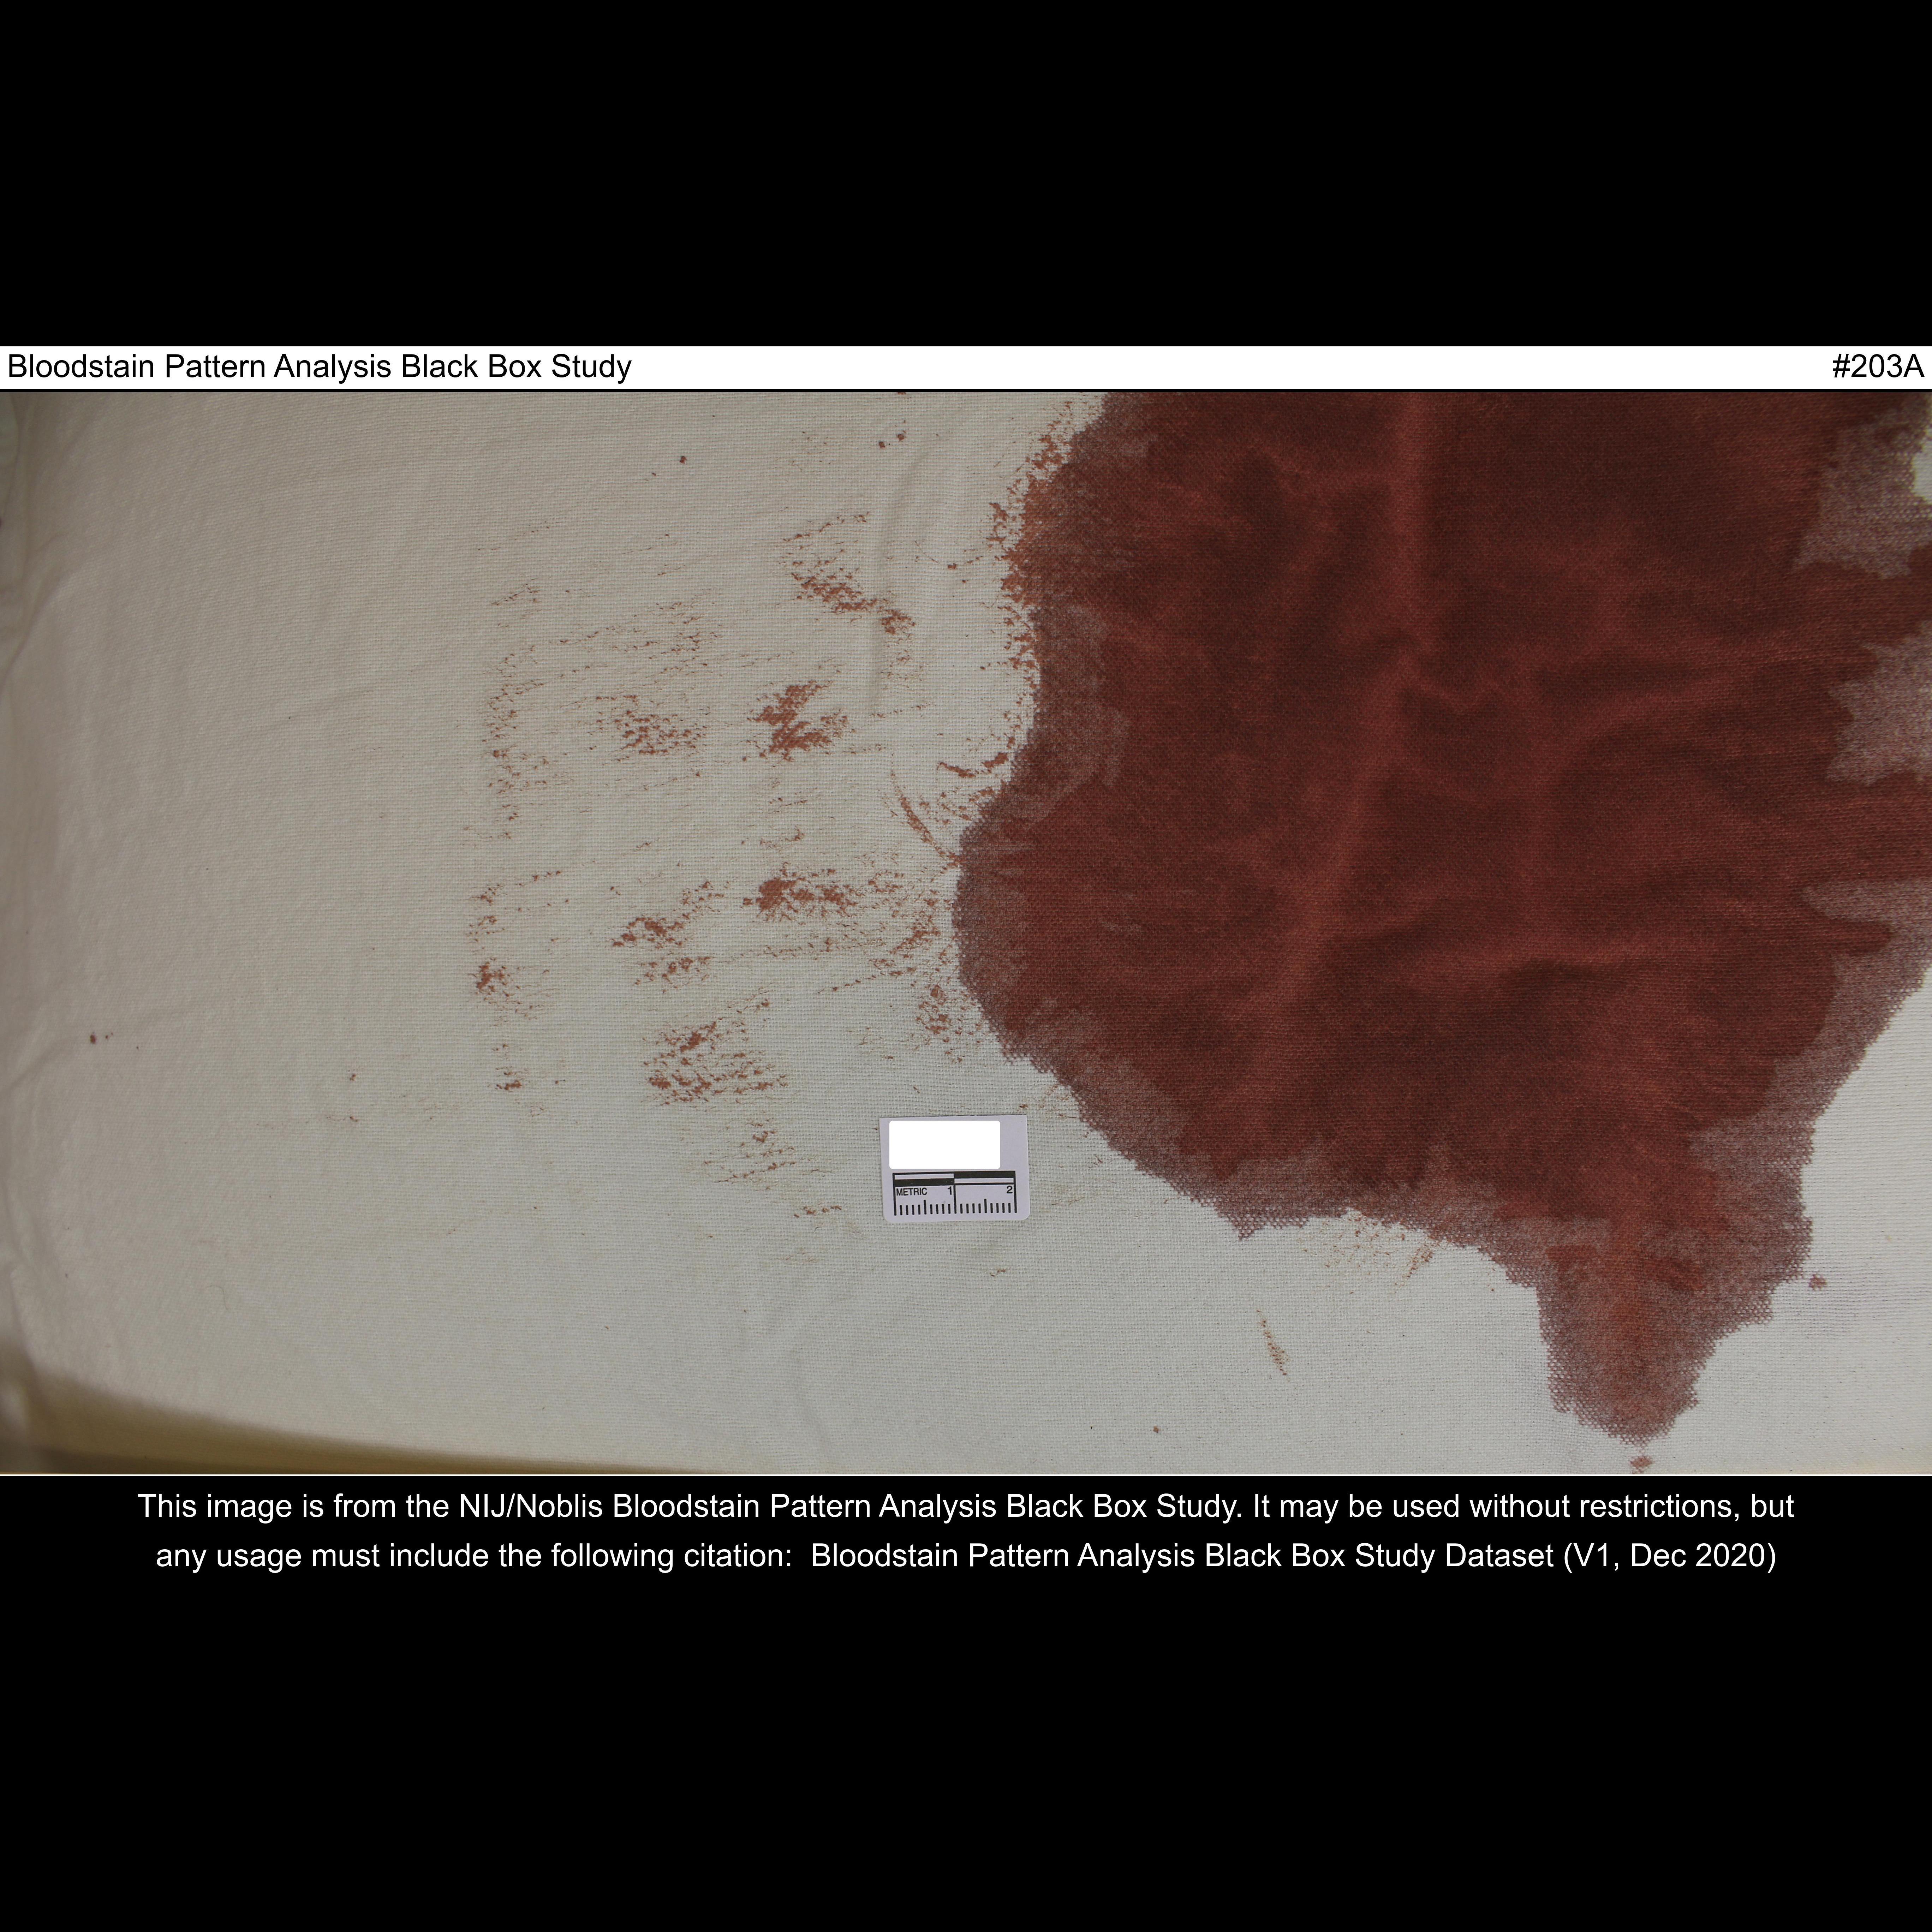 Bloodstain Pattern Analysis Black Box Study #203A
METRIC 1 2
This image is from the NIJ/Noblis Bloodstain Pattern Analysis Black Box Study. It may be used without restrictions, but
any usage must include the following citation: Bloodstain Pattern Analysis Black Box Study Dataset (V1, Dec 2020)